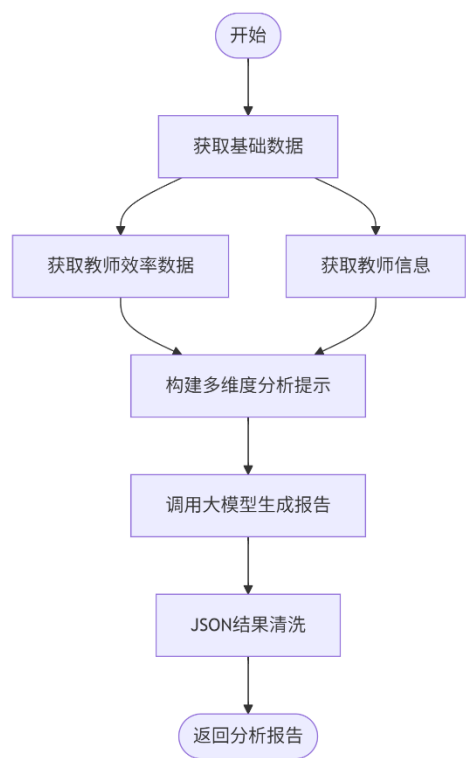 开始
获取基础数据
获取教师效率数据
获取教师信息
构建多维度分析提示
调用大模型生成报告
JSON结果清洗
返回分析报告